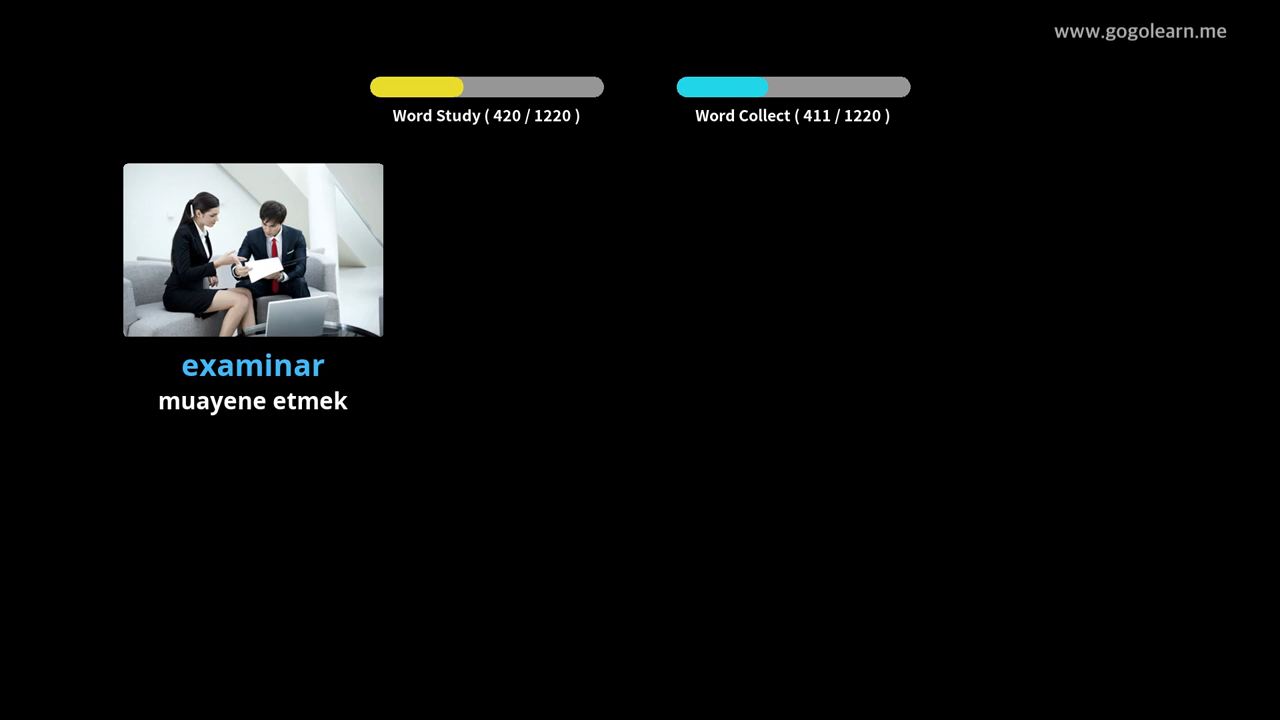 www.gogolearn.me
Word Study ( 420 / 1220 )
Word Collect ( 411 / 1220 )
examinar
muayene etmek